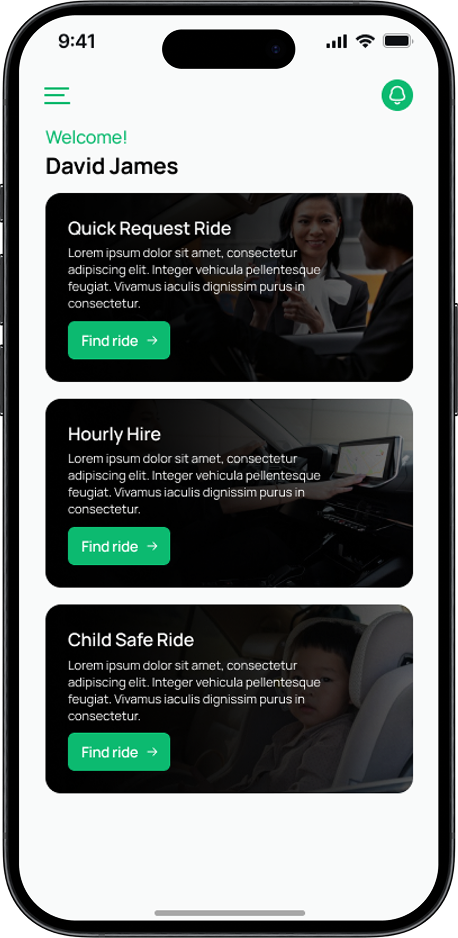 9:41
Welcome!
David James
Quick Request Ride
Lorem ipsum dolor sit amet, consectetur
adipiscing elit. Integer vehicula pellentesque
feugiat. Vivamus iaculis dignissim purus in
consectetur.
Find ride →
Hourly Hire
Lorem ipsum dolor sit amet, consectetur
adipiscing elit. Integer vehicula pellentesque
feugiat. Vivamus iaculis dignissim purus in
consectetur.
Find ride →
Child Safe Ride
Lorem ipsum dolor sit amet, consectetur
adipiscing elit. Integer vehicula pellentesque
feugiat. Vivamus iaculis dignissim purus in
consectetur.
Find ride →